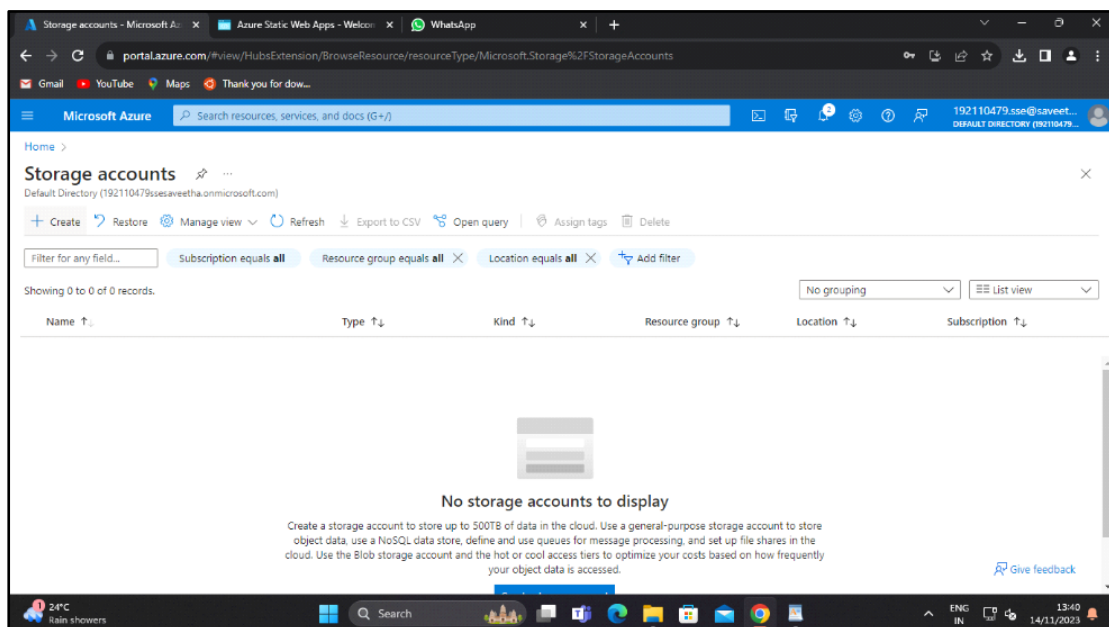 Storage accounts - Microsoft Az
Azure Static Web Apps - Welcom
WhatsApp
portal.azure.com/#view/HubsExtension/BrowseResource/resourceType/Microsoft.Storage%2FStorageAccounts
Gmail YouTube Maps Thank you for dow...
Microsoft Azure Search resources, services, and docs (G+/) 2 192110479.sse@saveet...
DEFAULT DIRECTORY (192110479...
Home >
Storage accounts ...
Default Directory (192110479ssesaveetha.onmicrosoft.com)
+ Create Restore Manage view Refresh Export to CSV Open query Assign tags Delete
Filter for any field... Subscription equals all Resource group equals all Location equals all Add filter
Showing 0 to 0 of 0 records. No grouping List view
Name ↑ Type ↑↓ Kind ↑↓ Resource group ↑↓ Location ↑↓ Subscription ↑↓
No storage accounts to display
Create a storage account to store up to 500TB of data in the cloud. Use a general-purpose storage account to store
object data, use a NoSQL data store, define and use queues for message processing, and set up file shares in the
cloud. Use the Blob storage account and the hot or cool access tiers to optimize your costs based on how frequently
your object data is accessed.
Give feedback
1 24°C
Rain showers
Search
ENG
IN
13:40
14/11/2023